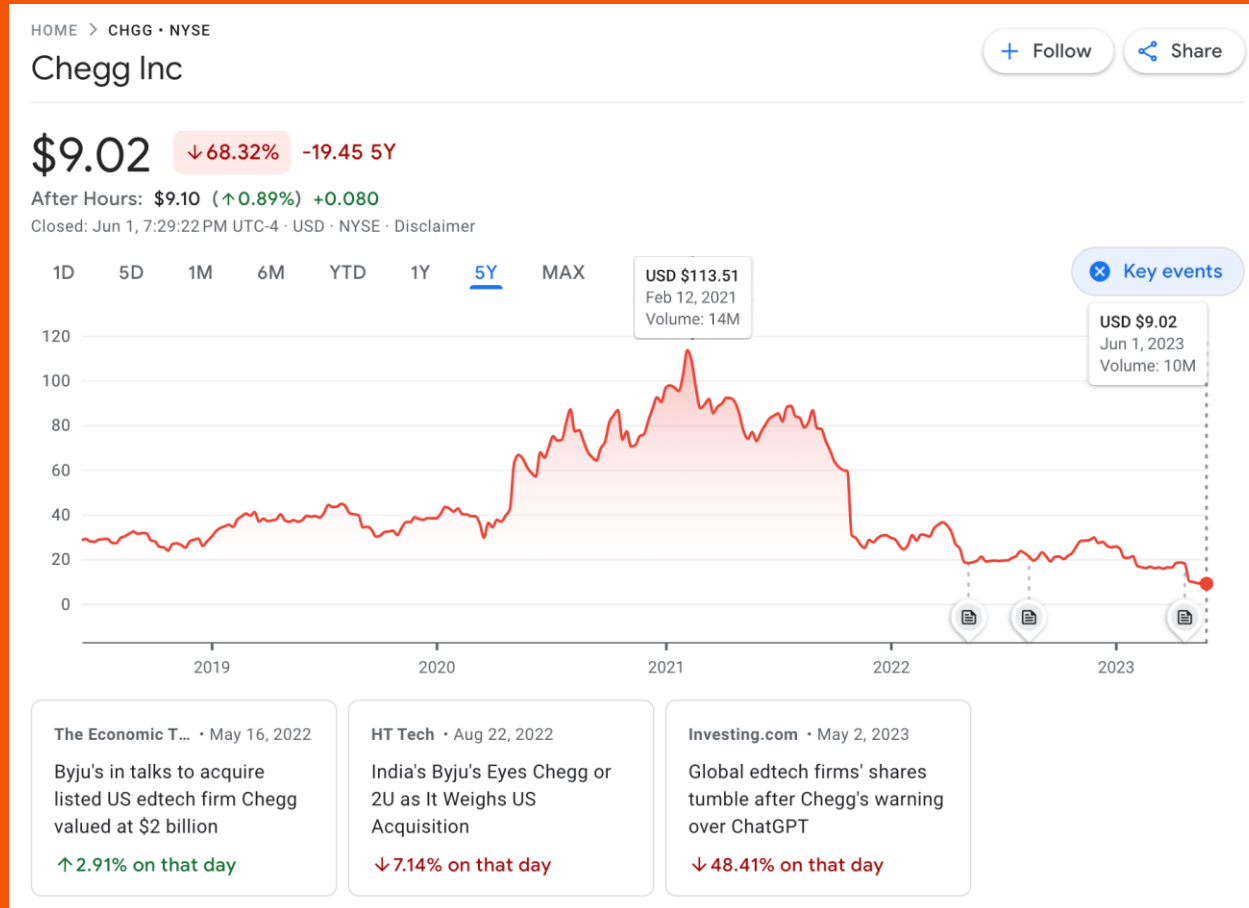 HOME > CHGG • NYSE
Chegg Inc
+ Follow
Share
$9.02 ↓68.32% -19.45 5Y
After Hours: $9.10 (↑0.89%) +0.080
Closed: Jun 1, 7:29:22 PM UTC-4 · USD · NYSE · Disclaimer
1D 5D 1M 6M YTD 1Y 5Y MAX
Key events
USD $113.51
Feb 12, 2021
Volume: 14M
USD $9.02
Jun 1, 2023
Volume: 10M
120
100
80
60
40
20
0
2019 2020 2021 2022 2023
The Economic T... • May 16, 2022
Byju's in talks to acquire
listed US edtech firm Chegg
valued at $2 billion
↑2.91% on that day
HT Tech • Aug 22, 2022
India's Byju's Eyes Chegg or
2U as It Weighs US
Acquisition
↓7.14% on that day
Investing.com • May 2, 2023
Global edtech firms' shares
tumble after Chegg's warning
over ChatGPT
↓48.41% on that day